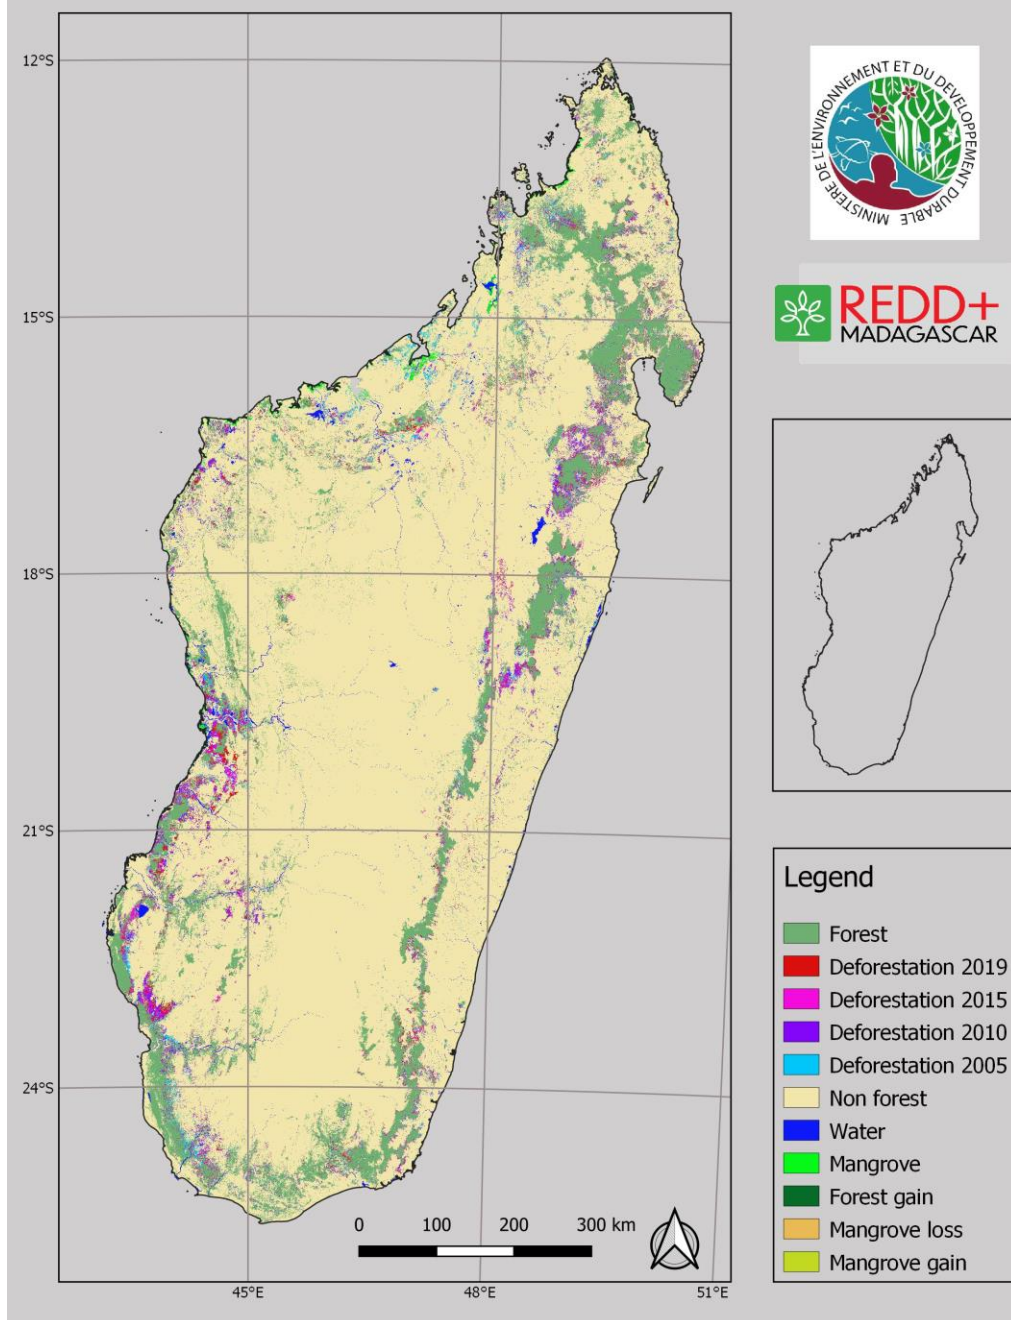 12°S
15°S
18°S
21°S
24°S
45°E
48°E
51°E
0 100 200 300 km
MINISTERE DE L'ENVIRONNEMENT ET DU DEVELOPPEMENT DURABLE
REDD+
MADAGASCAR
Legend
Forest
Deforestation 2019
Deforestation 2015
Deforestation 2010
Deforestation 2005
Non forest
Water
Mangrove
Forest gain
Mangrove loss
Mangrove gain